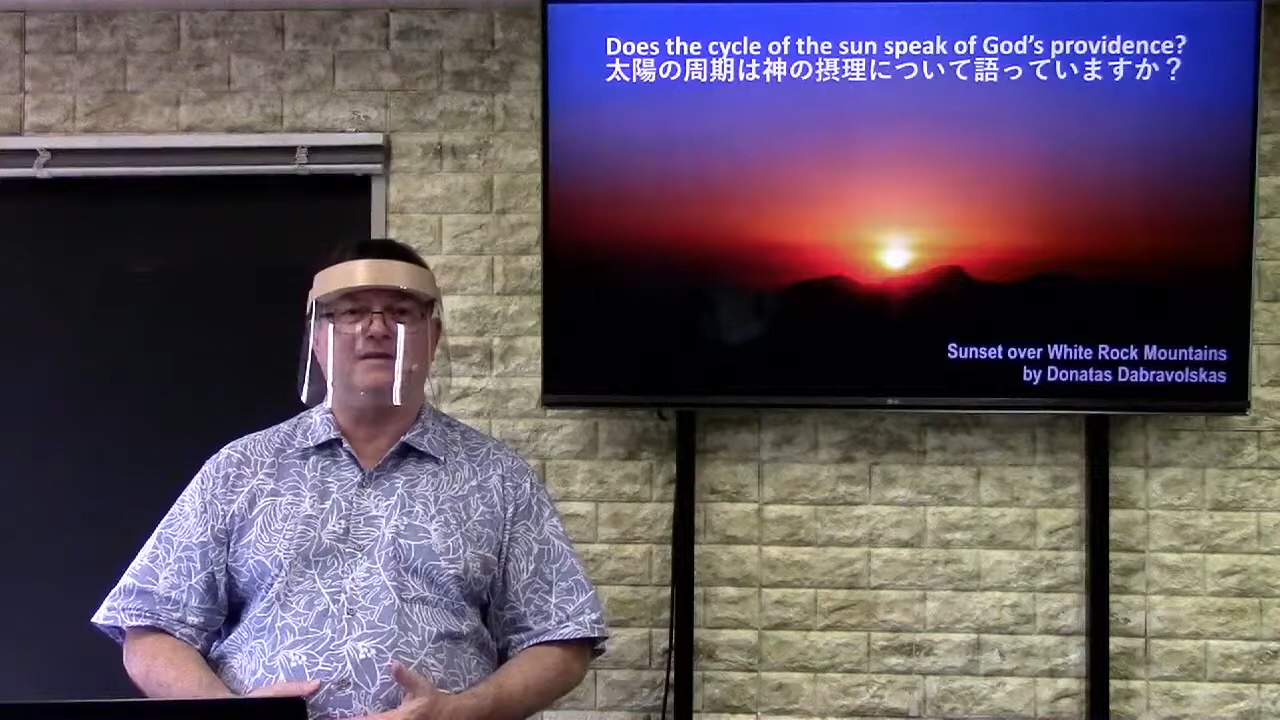 Does the cycle of the sun speak of God's providence?
太陽の周期は神の摂理について語っていますか？
Sunset over White Rock Mountains
by Donatas Dabravolskas